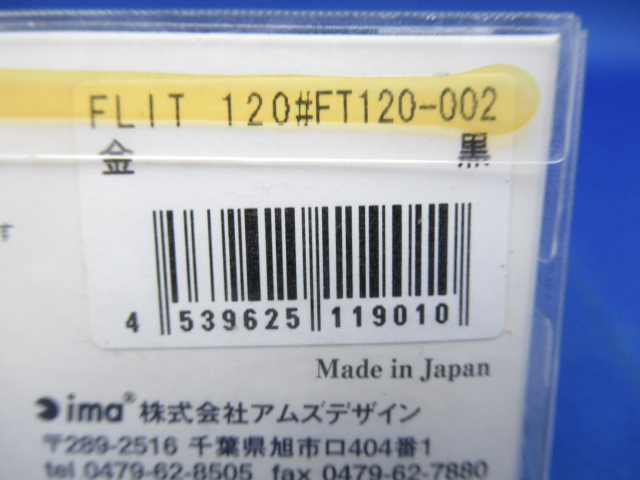 FLIT 120#FT120-002
金 黒
す
4 539625 119010
Made in Japan
ima® 株式会社アムズデザイン
〒289-2516 千葉県旭市ロ404番1
tel 0479-62-8505 fax 0479-62-7880